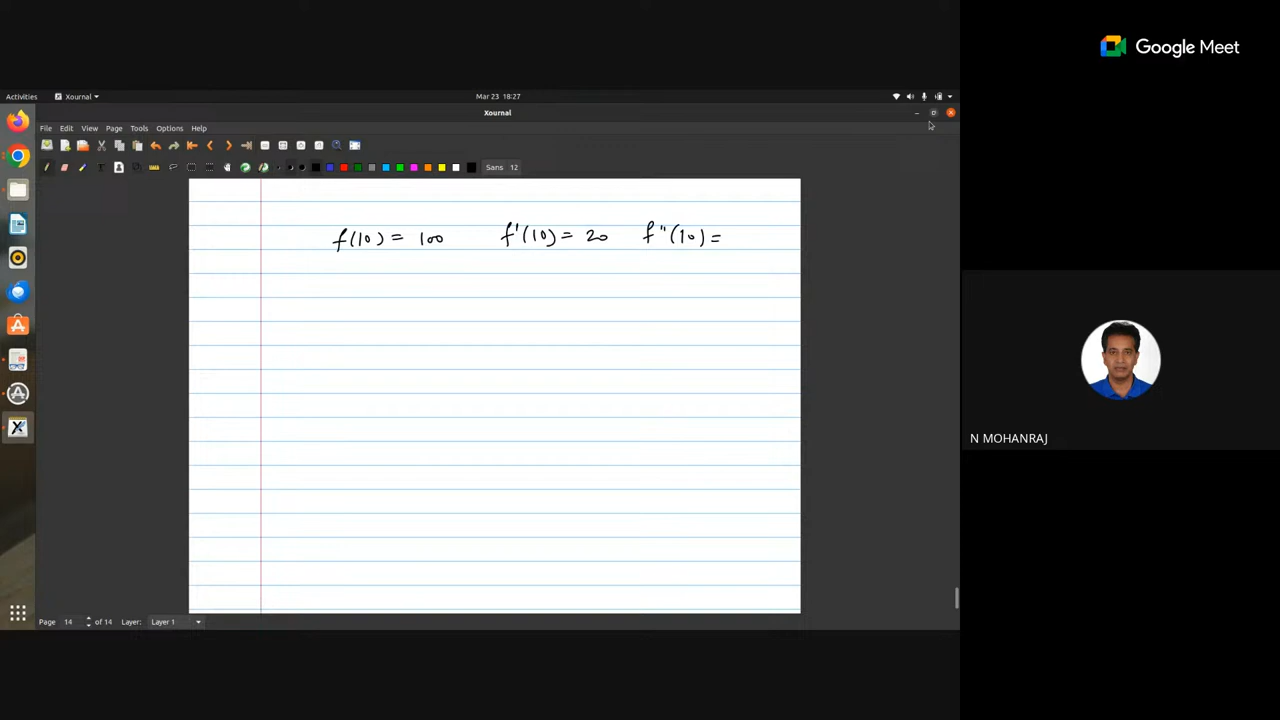 Google Meet
Activities Xournal Mar 23 18:27
Xournal
File Edit View Page Tools Options Help
Sans 12
f(10) = 100 f'(10) = 20 f"(10) =
N MOHANRAJ
Page 14 of 14 Layer: Layer 1